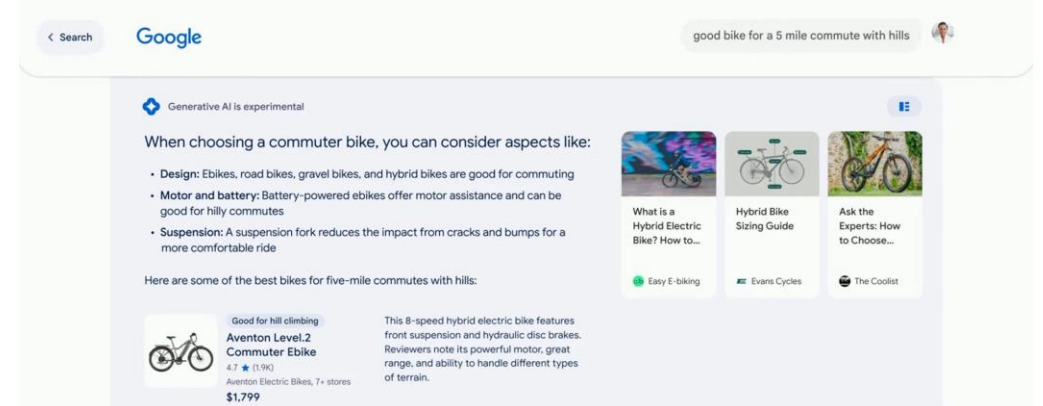 Search
Google
good bike for a 5 mile commute with hills
Generative AI is experimental
When choosing a commuter bike, you can consider aspects like:
• Design: Ebikes, road bikes, gravel bikes, and hybrid bikes are good for commuting
• Motor and battery: Battery-powered ebikes offer motor assistance and can be
good for hilly commutes
• Suspension: A suspension fork reduces the impact from cracks and bumps for a
more comfortable ride
Here are some of the best bikes for five-mile commutes with hills:
Good for hill climbing
Aventon Level.2
Commuter Ebike
4.7 ★ (1.9K)
Aventon Electric Bikes, 7+ stores
$1,799
This 8-speed hybrid electric bike features
front suspension and hydraulic disc brakes.
Reviewers note its powerful motor, great
range, and ability to handle different types
of terrain.
What is a
Hybrid Electric
Bike? How to...
Easy E-biking
Hybrid Bike
Sizing Guide
Evans Cycles
Ask the
Experts: How
to Choose...
The Coolist